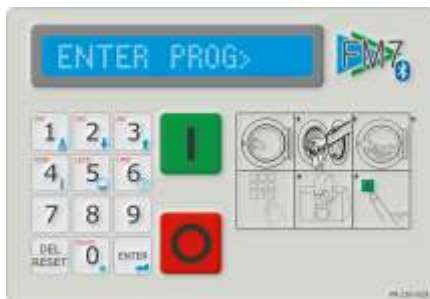 ENTER PROG>
FM7
1 2 3
4 5 6
7 8 9
DEL
RESET
0
ENTER